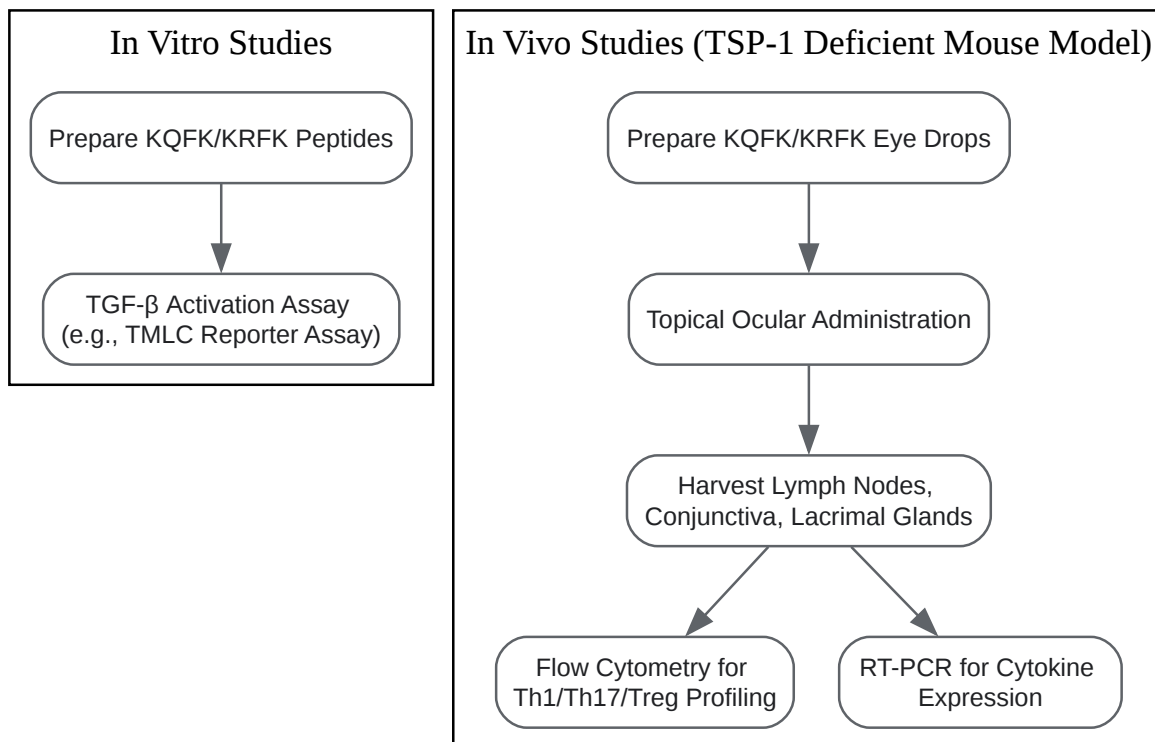 In Vitro Studies
Prepare KQFK/KRFK Peptides
TGF-β Activation Assay
(e.g., TMLC Reporter Assay)
In Vivo Studies (TSP-1 Deficient Mouse Model)
Prepare KQFK/KRFK Eye Drops
Topical Ocular Administration
Harvest Lymph Nodes,
Conjunctiva, Lacrimal Glands
Flow Cytometry for
Th1/Th17/Treg Profiling
RT-PCR for Cytokine
Expression